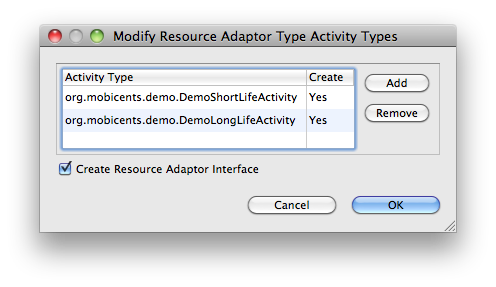 Modify Resource Adaptor Type Activity Types
Activity Type Create
org.mobicents.demo.DemoShortLifeActivity Yes
org.mobicents.demo.DemoLongLifeActivity Yes
Add
Remove
Create Resource Adaptor Interface
Cancel OK